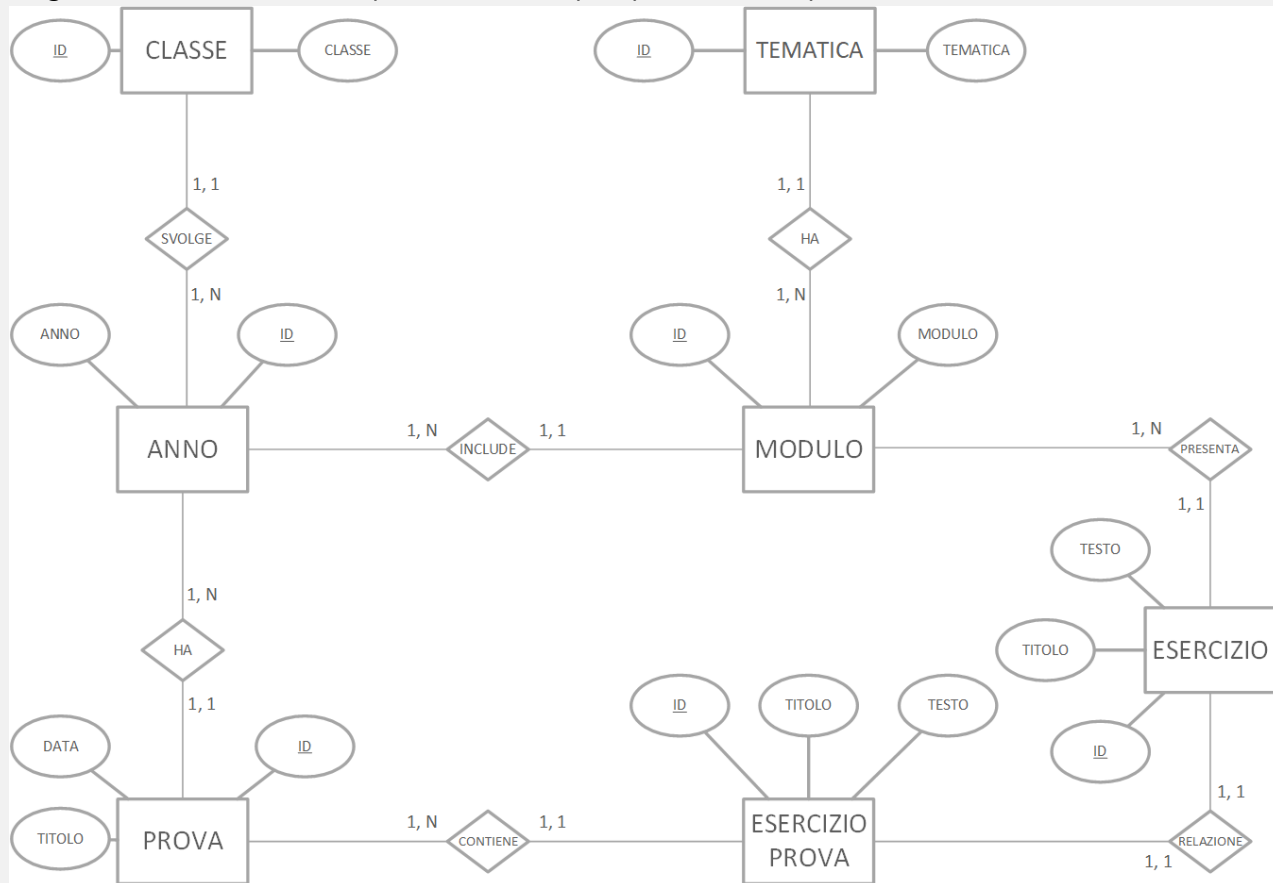 ID
CLASSE
CLASSE
ID
TEMATICA
TEMATICA
1, 1
1, 1
SVOLGE
HA
1, N
1, N
ANNO
ID
ID
MODULO
ANNO
1, N
INCLUDE
1, 1
MODULO
1, N
PRESENTA
1, 1
TESTO
1, N
HA
TITOLO
ESERCIZIO
1, 1
ID
TITOLO
TESTO
DATA
ID
ID
1, 1
TITOLO
PROVA
1, N
CONTIENE
1, 1
ESERCIZIO
PROVA
RELAZIONE
1, 1